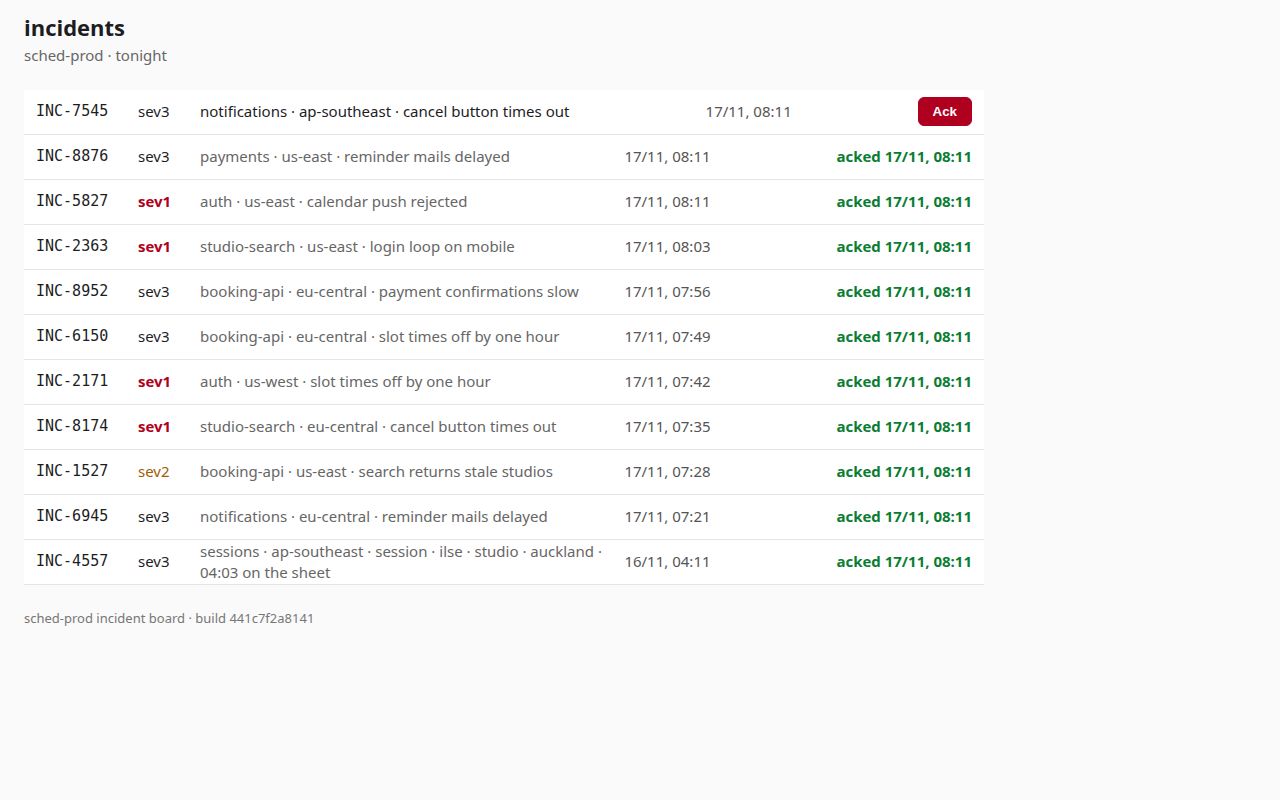 incidents
sched-prod · tonight
INC-7545 sev3 notifications · ap-southeast · cancel button times out 17/11, 08:11 Ack
INC-8876 sev3 payments · us-east · reminder mails delayed 17/11, 08:11 acked 17/11, 08:11
INC-5827 sev1 auth · us-east · calendar push rejected 17/11, 08:11 acked 17/11, 08:11
INC-2363 sev1 studio-search · us-east · login loop on mobile 17/11, 08:03 acked 17/11, 08:11
INC-8952 sev3 booking-api · eu-central · payment confirmations slow 17/11, 07:56 acked 17/11, 08:11
INC-6150 sev3 booking-api · eu-central · slot times off by one hour 17/11, 07:49 acked 17/11, 08:11
INC-2171 sev1 auth · us-west · slot times off by one hour 17/11, 07:42 acked 17/11, 08:11
INC-8174 sev1 studio-search · eu-central · cancel button times out 17/11, 07:35 acked 17/11, 08:11
INC-1527 sev2 booking-api · us-east · search returns stale studios 17/11, 07:28 acked 17/11, 08:11
INC-6945 sev3 notifications · eu-central · reminder mails delayed 17/11, 07:21 acked 17/11, 08:11
INC-4557 sev3 sessions · ap-southeast · session · ilse · studio · auckland · 16/11, 04:11 acked 17/11, 08:11
04:03 on the sheet
sched-prod incident board · build 441c7f2a8141